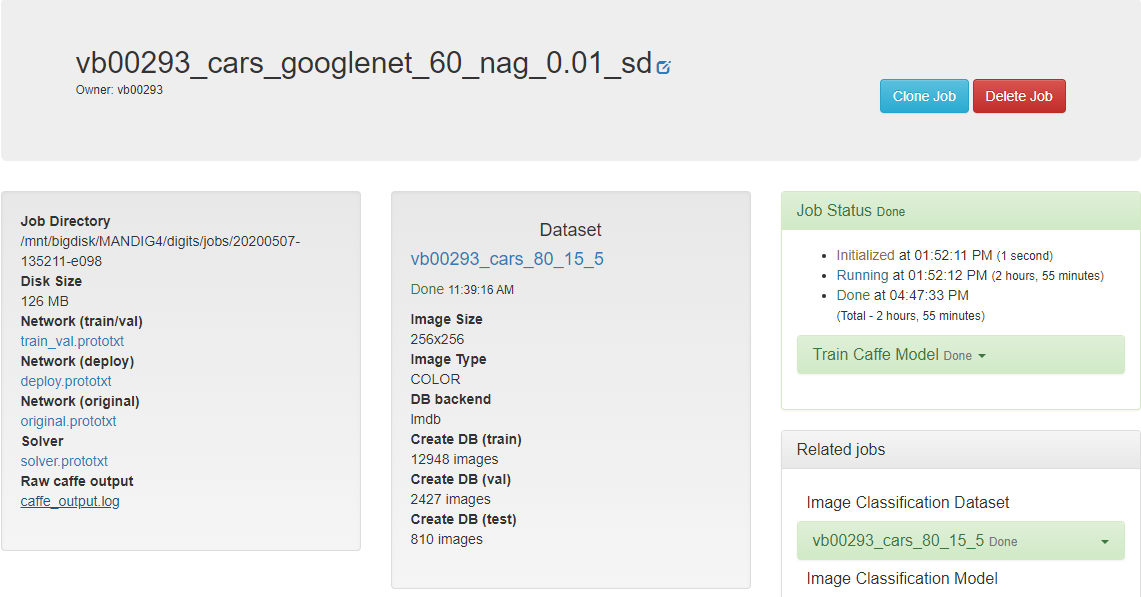 vb00293_cars_googlenet_60_nag_0.01_sd
Owner: vb00293
Clone Job
Delete Job
Job Directory
/mnt/bigdisk/MANDIG4/digits/jobs/20200507-
135211-e098
Disk Size
126 MB
Network (train/val)
train_val.prototxt
Network (deploy)
deploy.prototxt
Network (original)
original.prototxt
Solver
solver.prototxt
Raw caffe output
caffe_output.log
Dataset
vb00293_cars_80_15_5
Done 11:39:16 AM
Image Size
256x256
Image Type
COLOR
DB backend
lmdb
Create DB (train)
12948 images
Create DB (val)
2427 images
Create DB (test)
810 images
Job Status Done
Initialized at 01:52:11 PM (1 second)
Running at 01:52:12 PM (2 hours, 55 minutes)
Done at 04:47:33 PM
(Total - 2 hours, 55 minutes)
Train Caffe Model Done
Related jobs
Image Classification Dataset
vb00293_cars_80_15_5 Done
Image Classification Model